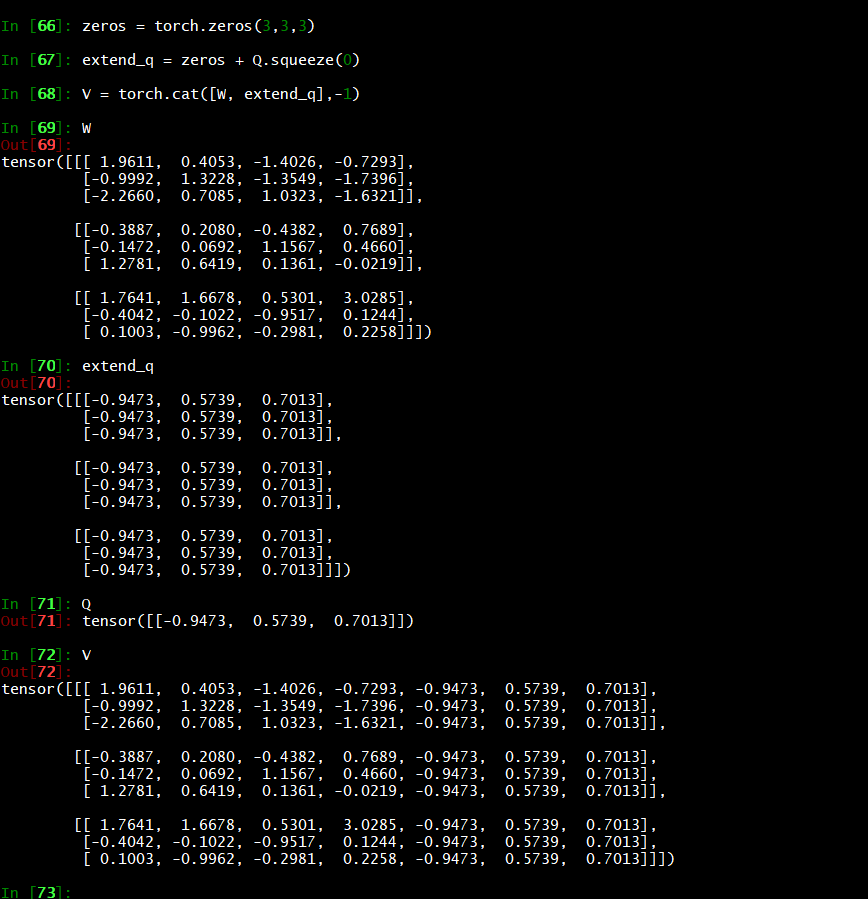 In [66]: zeros = torch.zeros(3,3,3)
In [67]: extend_q = zeros + Q.squeeze(0)
In [68]: V = torch.cat([W, extend_q],-1)
In [69]: W
Out[69]:
tensor([[[ 1.9611,  0.4053, -1.4026, -0.7293],
         [-0.9992,  1.3228, -1.3549, -1.7396],
         [-2.2660,  0.7085,  1.0323, -1.6321]],
        [[-0.3887,  0.2080, -0.4382,  0.7689],
         [-0.1472,  0.0692,  1.1567,  0.4660],
         [ 1.2781,  0.6419,  0.1361, -0.0219]],
        [[ 1.7641,  1.6678,  0.5301,  3.0285],
         [-0.4042, -0.1022, -0.9517,  0.1244],
         [ 0.1003, -0.9962, -0.2981,  0.2258]]])
In [70]: extend_q
Out[70]:
tensor([[[-0.9473,  0.5739,  0.7013],
         [-0.9473,  0.5739,  0.7013],
         [-0.9473,  0.5739,  0.7013]],
        [[-0.9473,  0.5739,  0.7013],
         [-0.9473,  0.5739,  0.7013],
         [-0.9473,  0.5739,  0.7013]],
        [[-0.9473,  0.5739,  0.7013],
         [-0.9473,  0.5739,  0.7013],
         [-0.9473,  0.5739,  0.7013]]])
In [71]: Q
Out[71]: tensor([[-0.9473,  0.5739,  0.7013]])
In [72]: V
Out[72]:
tensor([[[ 1.9611,  0.4053, -1.4026, -0.7293, -0.9473,  0.5739,  0.7013],
         [-0.9992,  1.3228, -1.3549, -1.7396, -0.9473,  0.5739,  0.7013],
         [-2.2660,  0.7085,  1.0323, -1.6321, -0.9473,  0.5739,  0.7013]],
        [[-0.3887,  0.2080, -0.4382,  0.7689, -0.9473,  0.5739,  0.7013],
         [-0.1472,  0.0692,  1.1567,  0.4660, -0.9473,  0.5739,  0.7013],
         [ 1.2781,  0.6419,  0.1361, -0.0219, -0.9473,  0.5739,  0.7013]],
        [[ 1.7641,  1.6678,  0.5301,  3.0285, -0.9473,  0.5739,  0.7013],
         [-0.4042, -0.1022, -0.9517,  0.1244, -0.9473,  0.5739,  0.7013],
         [ 0.1003, -0.9962, -0.2981,  0.2258, -0.9473,  0.5739,  0.7013]]])
In [73]: